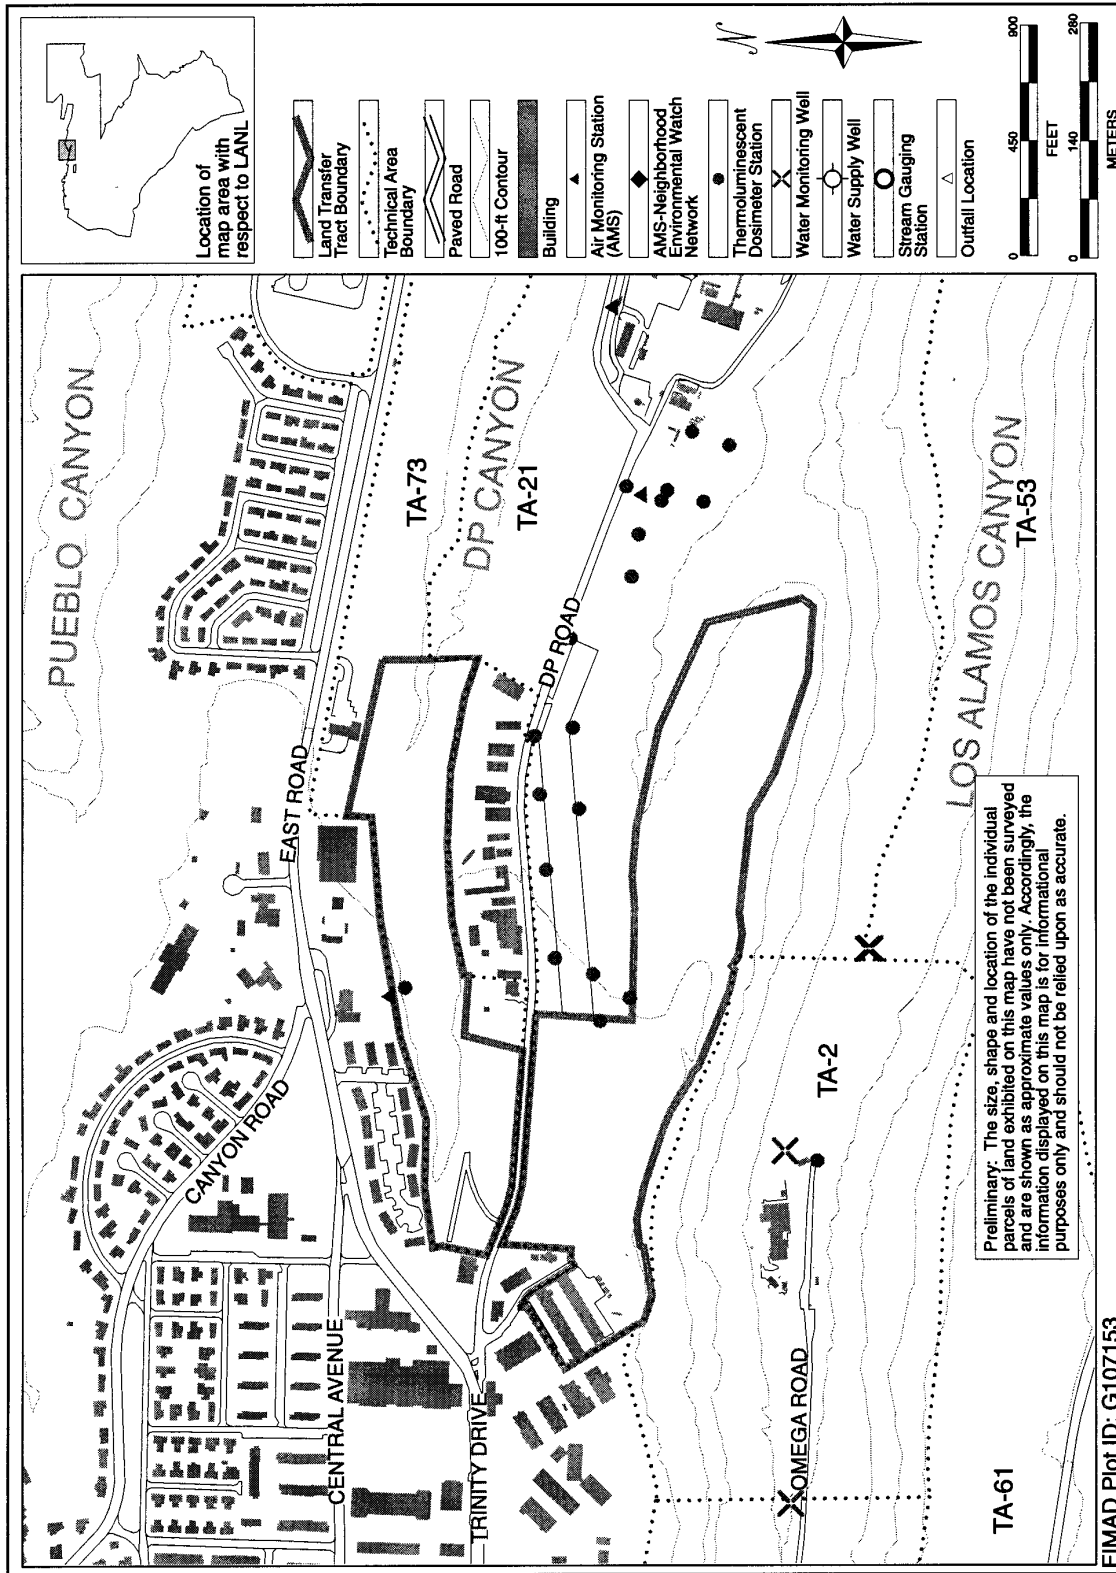 PUEBLO CANYON
EAST ROAD
CANYON ROAD
CENTRAL AVENUE
TRINITY DRIVE
TA-73
DP CANYON
TA-21
DP ROAD
TA-2
OMEGA ROAD
LOS ALAMOS CANYON
TA-53
TA-61
Preliminary: The size, shape and location of the individual
parcels of land exhibited on this map have not been surveyed
and are shown as approximate values only. Accordingly, the
information displayed on this map is for informational
purposes only and should not be relied upon as accurate.
FIMAD Plot ID: G107153
Location of
map area with
respect to LANL
Land Transfer
Tract Boundary
Technical Area
Boundary
Paved Road
100-ft Contour
Building
Air Monitoring Station
(AMS)
AMS-Neighborhood
Environmental Watch
Network
Thermoluminescent
Dosimeter Station
Water Monitoring Well
Water Supply Well
Stream Gauging
Station
Outfall Location
N
0 450 900
FEET
0 140 280
METERS